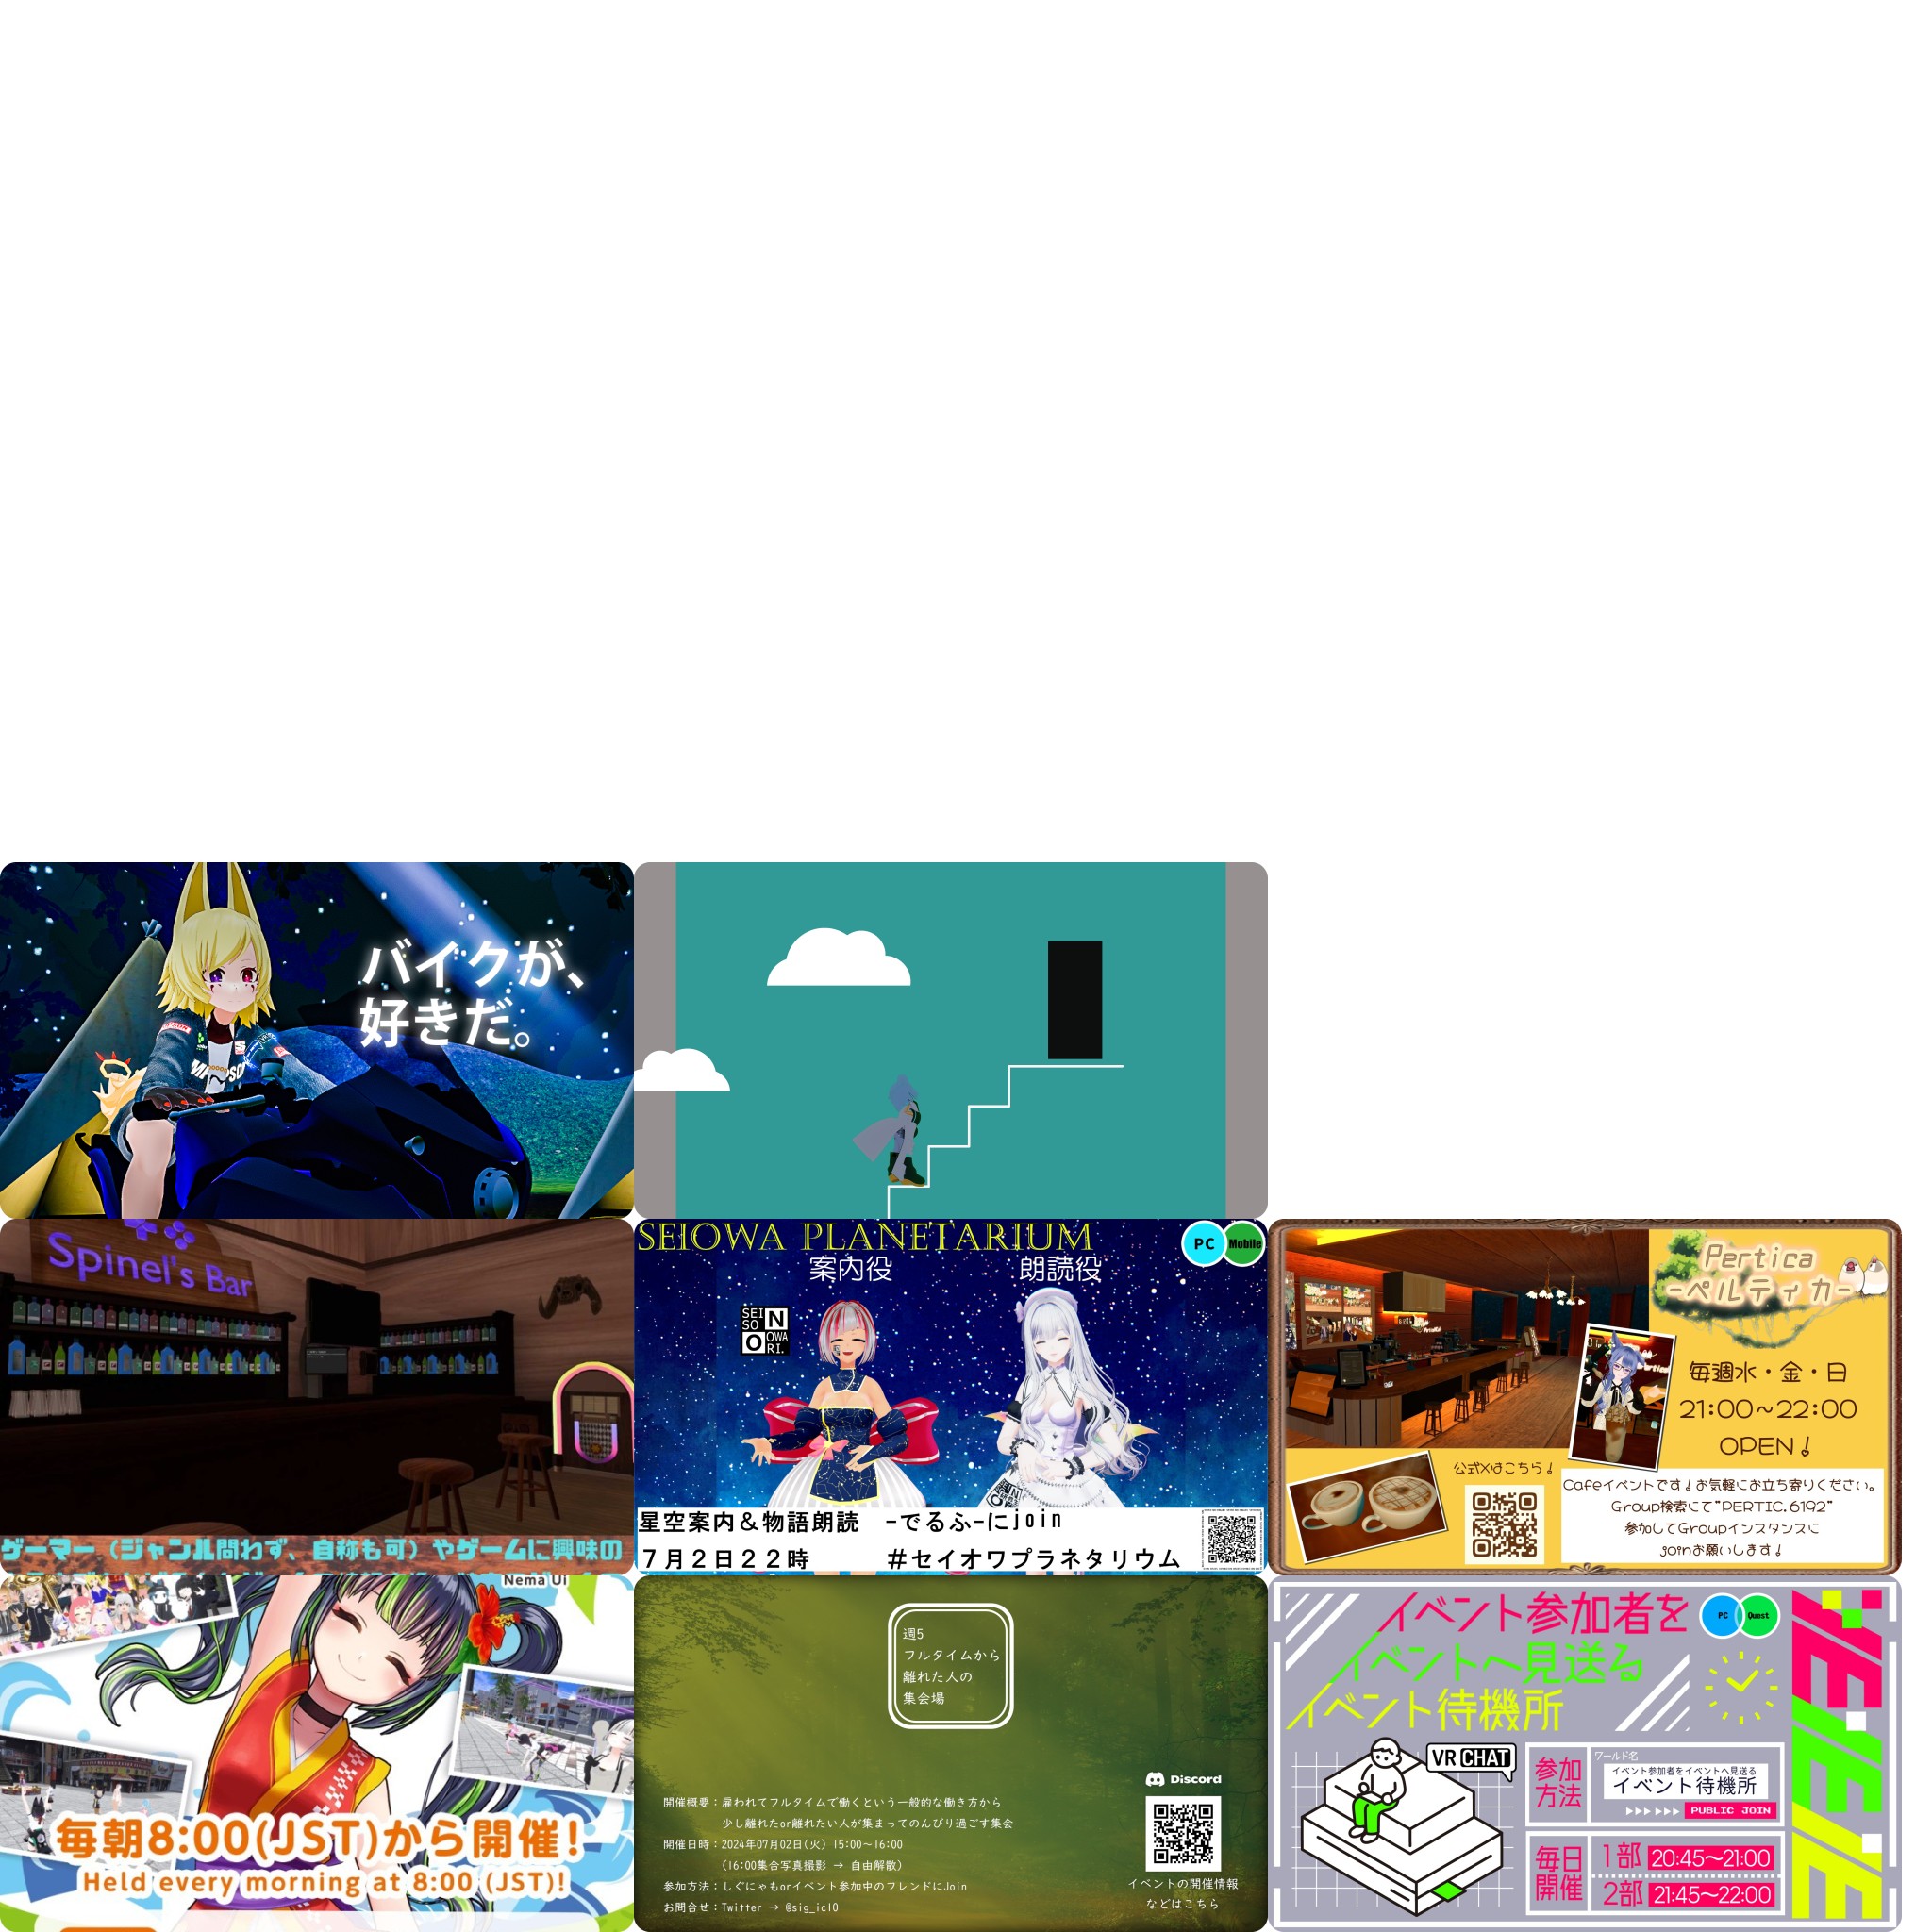 バイクが、
好きだ。
Spinel's Bar
ゲーマー（ジャンル問わず、自称も可）やゲームに興味の
SEIOWA PLANETARIUM
PC
Mobile
案内役
朗読役
SEI
SO
N
O
OWA
RI.
星空案内＆物語朗読　-でるふ-にjoin
７月２日２２時
＃セイオワプラネタリウム
Pertica
-ペルティカ-
毎週水・金・日
21:00~22:00
OPEN！
公式Xはこちら！
Cafeイベントです！お気軽にお立ち寄りください。
Group検索にて"PERTIC.6192"
参加してGroupインスタンスに
joinお願いします！
Nema Ui
毎朝8:00(JST)から開催!
Held every morning at 8:00 (JST)!
週5
フルタイムから
離れた人の
集会場
開催概要：雇われてフルタイムで働くという一般的な働き方から
少し離れたor離れたい人が集まってのんびり過ごす集会
開催日時：2024年07月02日(火) 15:00〜16:00
(16:00集合写真撮影 → 自由解散)
参加方法：しぐにゃもorイベント参加中のフレンドにJoin
お問合せ：Twitter → @sig_icl0
Discord
イベントの開催情報
などはこちら
イベント参加者を
イベントへ見送る
イベント待機所
PC
Quest
VRCHAT
参加
方法
ワールド名
イベント参加者をイベントへ見送る
イベント待機所
PUBLIC JOIN
毎日
開催
1部 20:45〜21:00
2部 21:45〜22:00